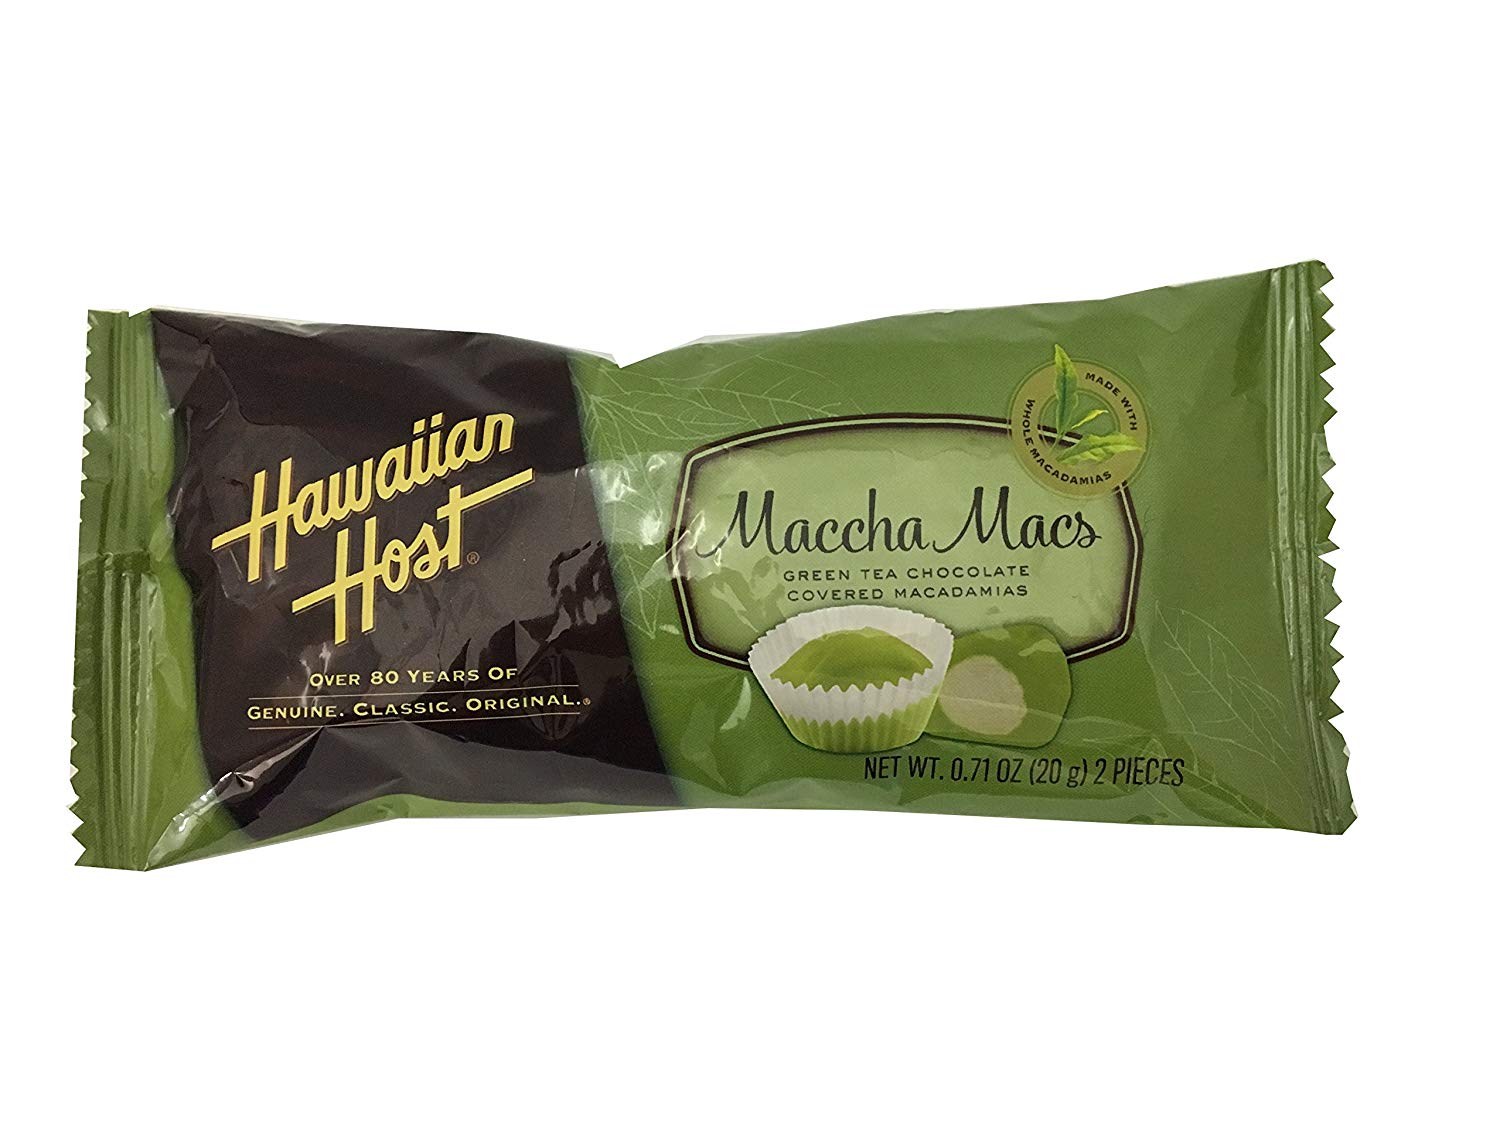 Hawaiian
Host®
OVER 80 YEARS OF
GENUINE. CLASSIC. ORIGINAL.®
MADE WITH
WHOLE MACADAMIAS
Maccha Macs
GREEN TEA CHOCOLATE
COVERED MACADAMIAS
NET WT. 0.71 OZ (20 g) 2 PIECES